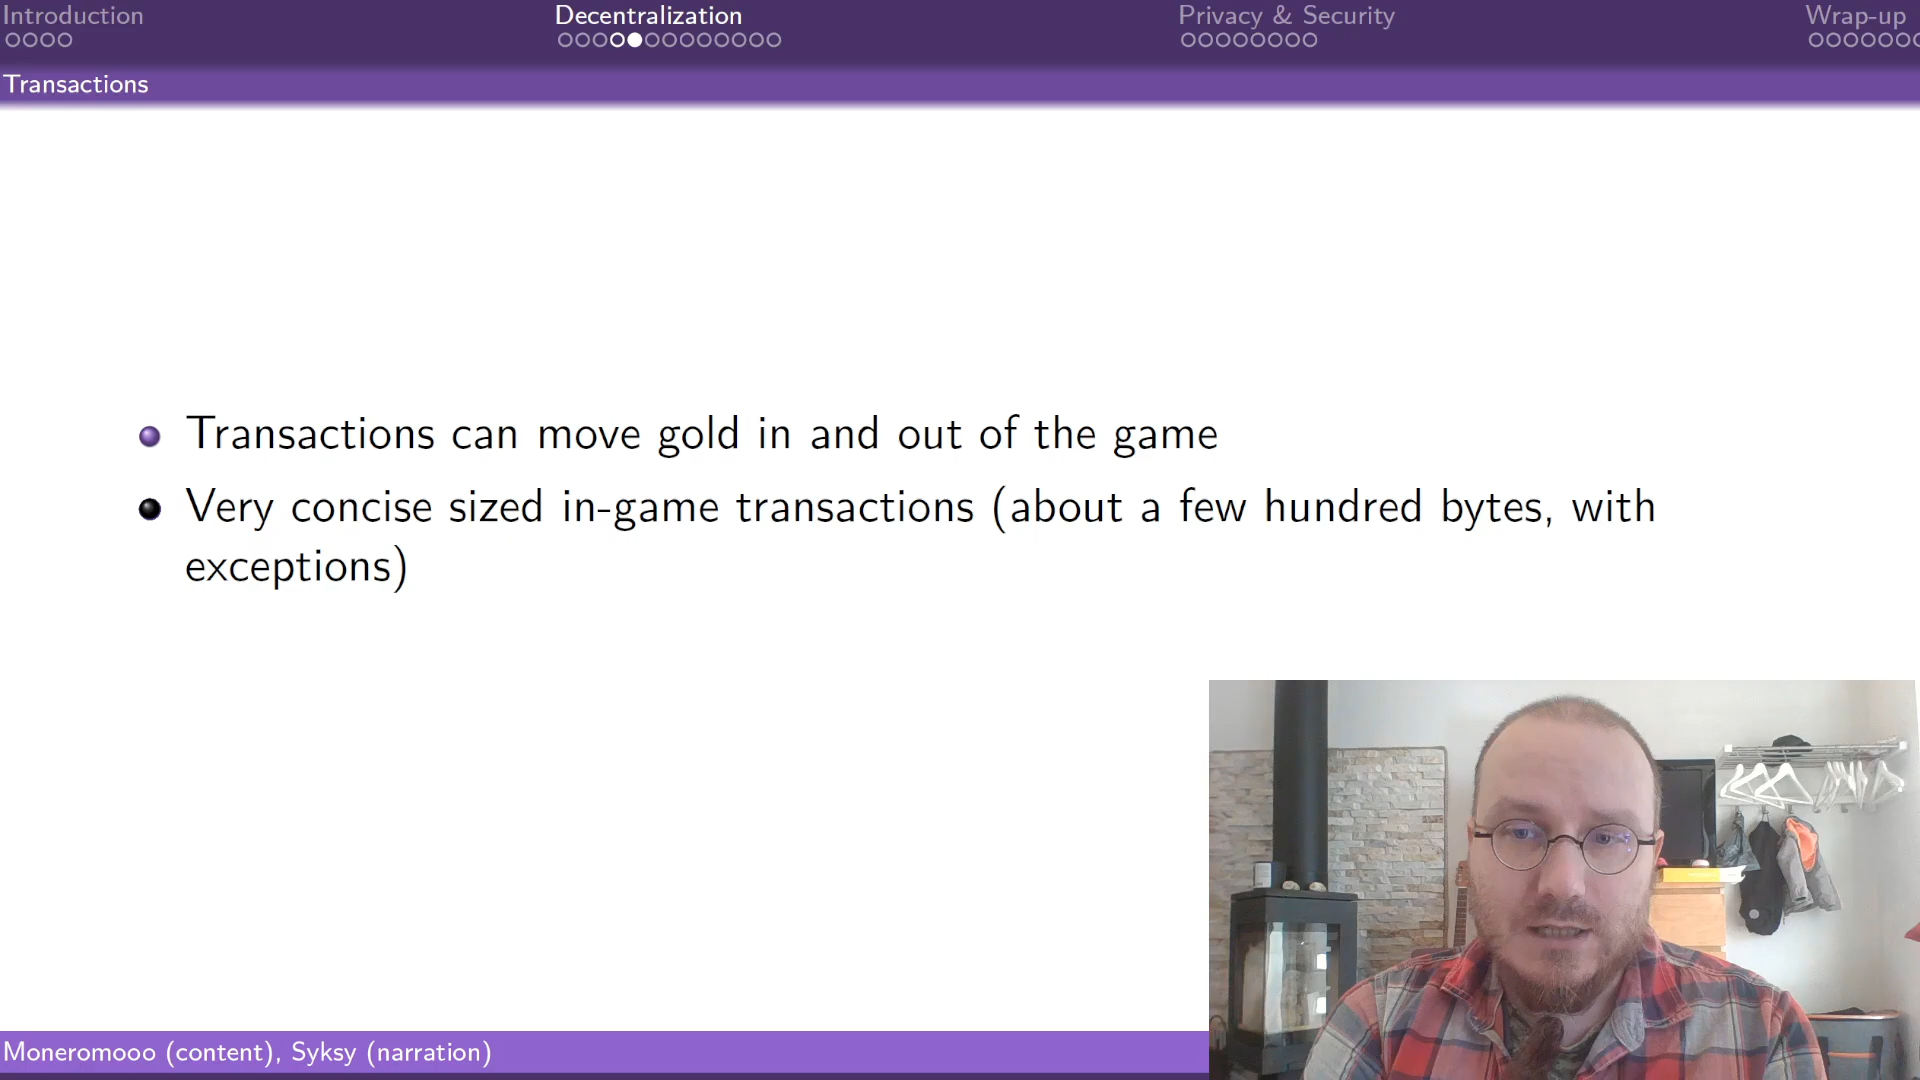 Introduction
Decentralization
Privacy & Security
Wrap-up
Transactions
Transactions can move gold in and out of the game
Very concise sized in-game transactions (about a few hundred bytes, with
exceptions)
Moneromooo (content), Syksy (narration)